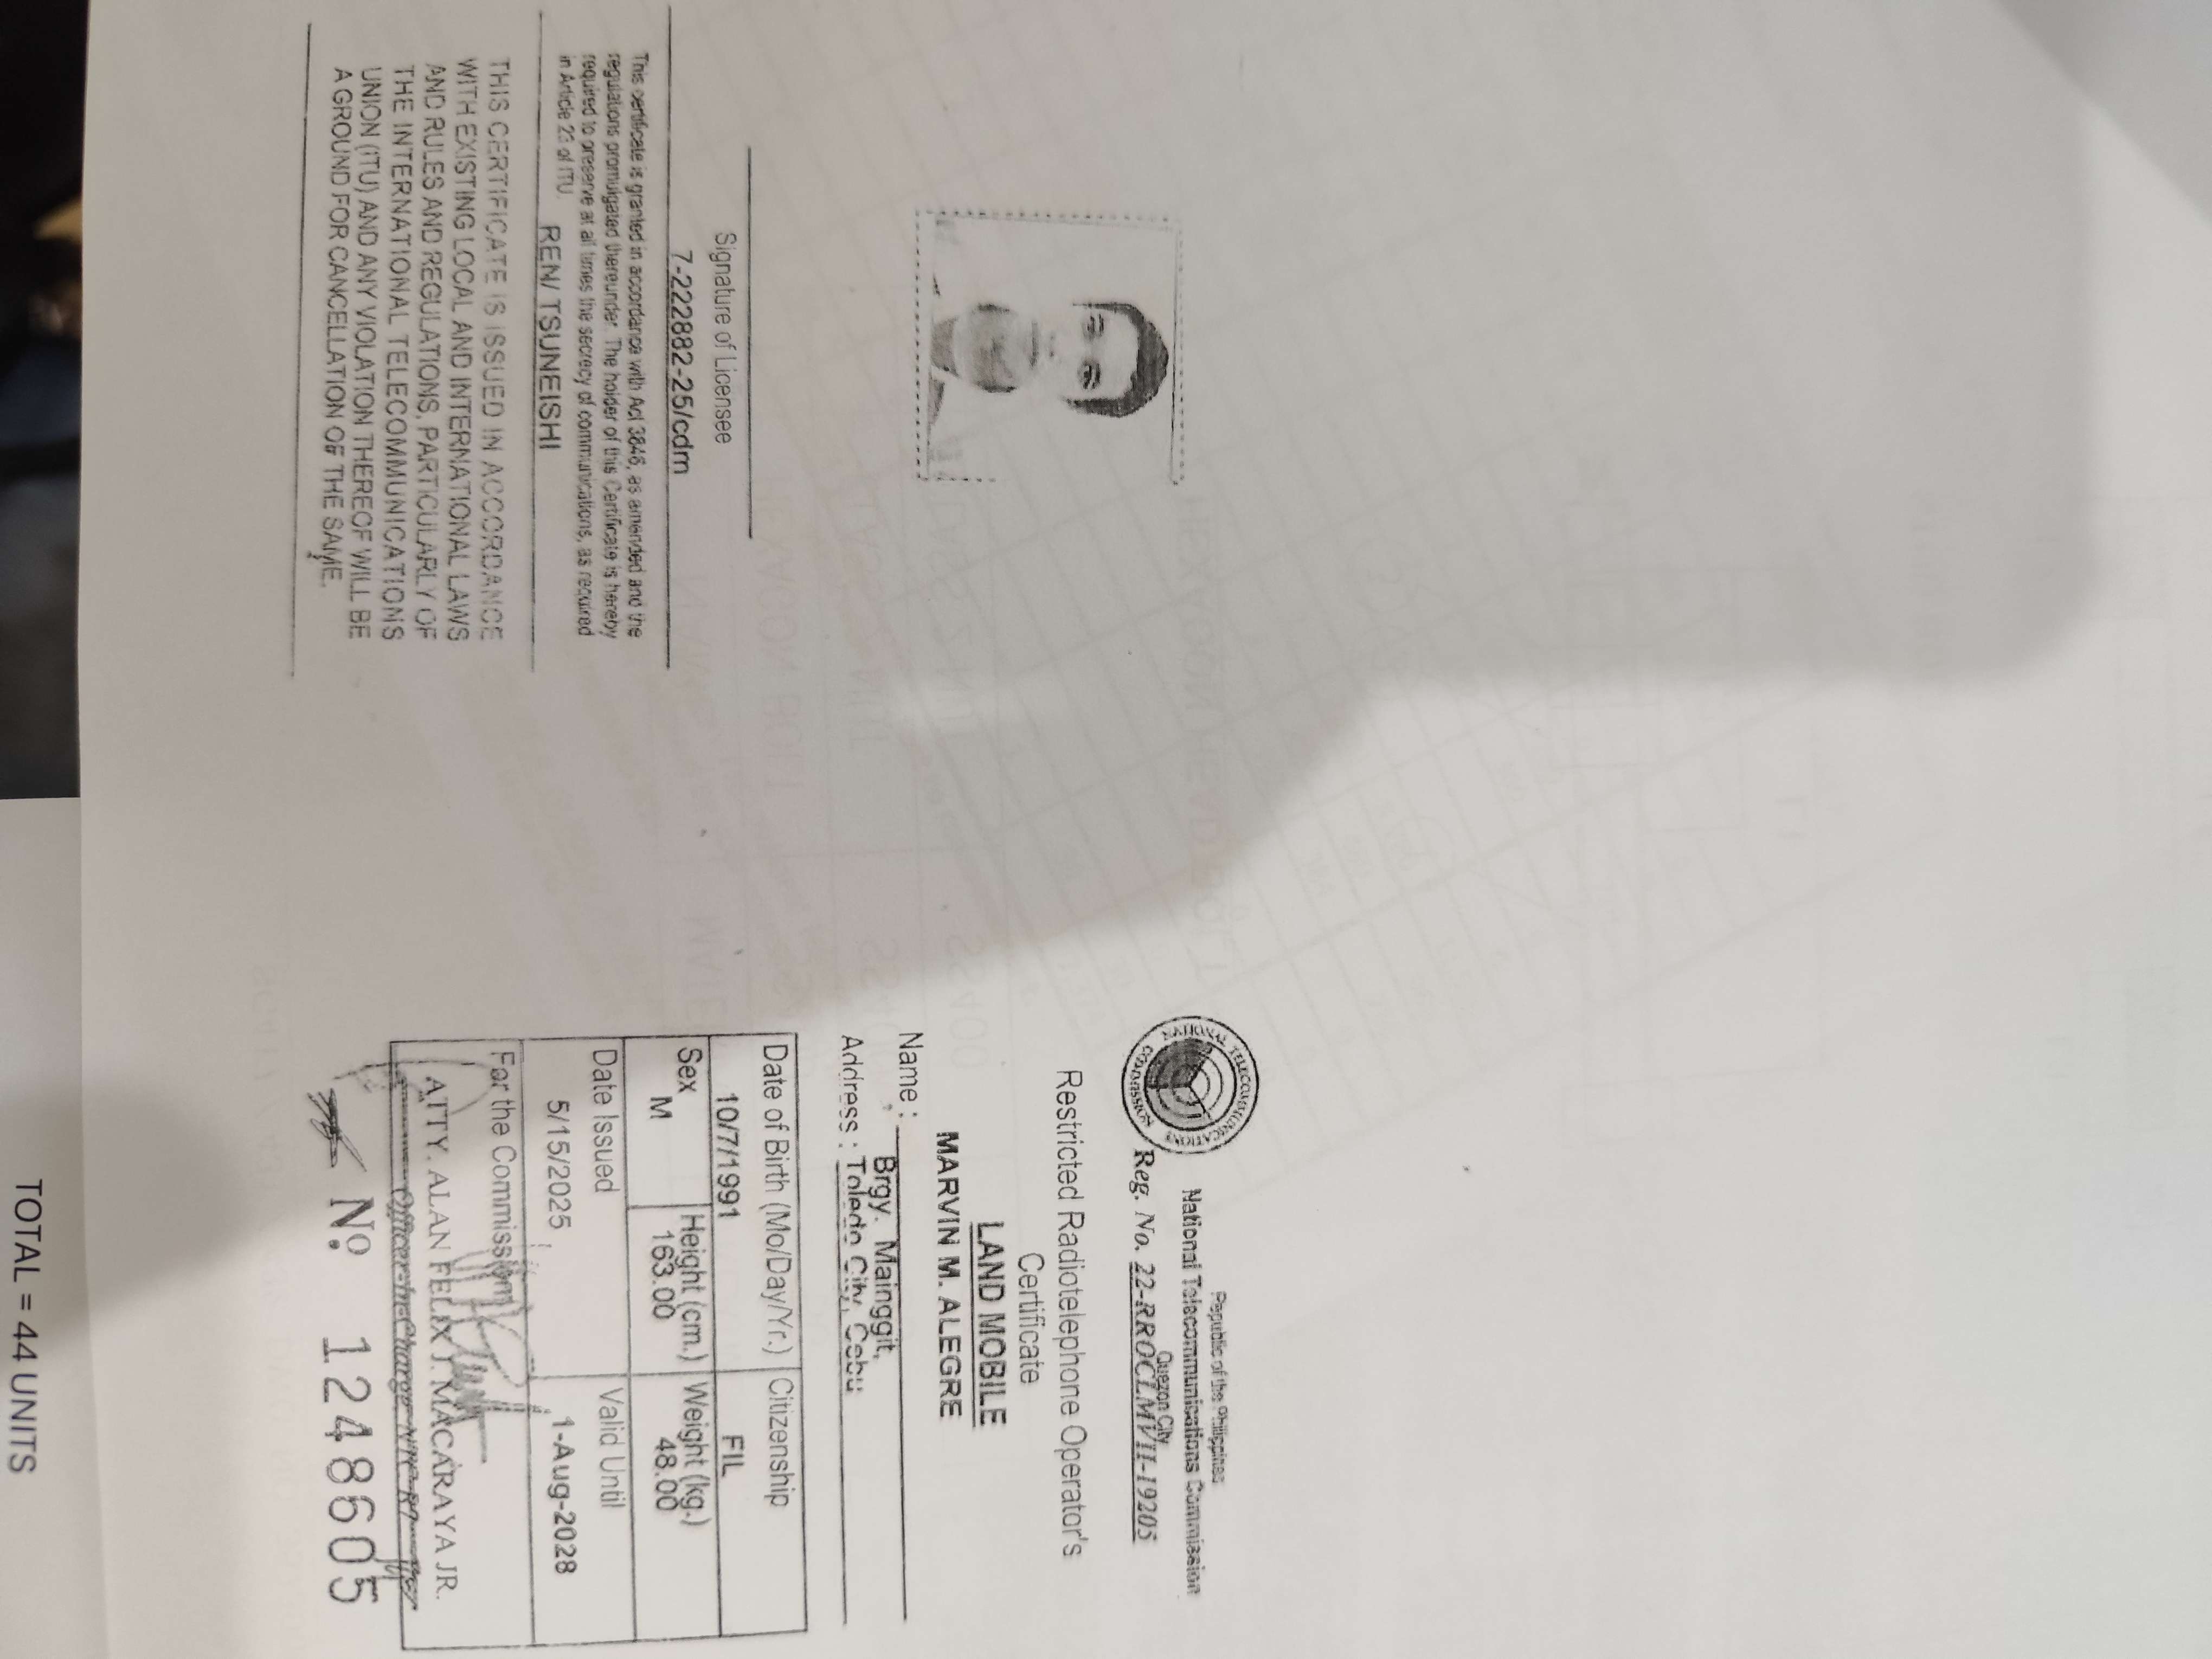 Signature of Licensee
7-222882-25/cdm
This certificate is granted in accordance with Act 3846, as amended and the
regulations promulgated thereunder. The holder of this Certificate is hereby
required to preserve at all times the secrecy of communications, as required
in Article 23 of ITU.
REN/ TSUNEISHI
THIS CERTIFICATE IS ISSUED IN ACCORDANCE
WITH EXISTING LOCAL AND INTERNATIONAL LAWS
AND RULES AND REGULATIONS, PARTICULARLY OF
THE INTERNATIONAL TELECOMMUNICATIONS
UNION (ITU) AND ANY VIOLATION THEREOF WILL BE
A GROUND FOR CANCELLATION OF THE SAME.
NATIONAL TELECOMMUNICATIONS COMMISSION
Republic of the Philippines
National Telecommunications Commission
Quezon City
Reg. No. 22-RROCLMVII-19205
Restricted Radiotelephone Operator's
Certificate
LAND MOBILE
MARVIN M. ALEGRE
Name :
Brgy. Mainggit,
Address : Toledo City, Cebu
Date of Birth (Mo/Day/Yr.) Citizenship
10/7/1991 FIL
Sex Height (cm.) Weight (kg.)
M 163.00 48.00
Date Issued Valid Until
5/15/2025 1-Aug-2028
For the Commission
ATTY. ALAN FELIX J. MACARAYA JR.
Officer-In-Charge
No. 1248605
TOTAL = 44 UNITS